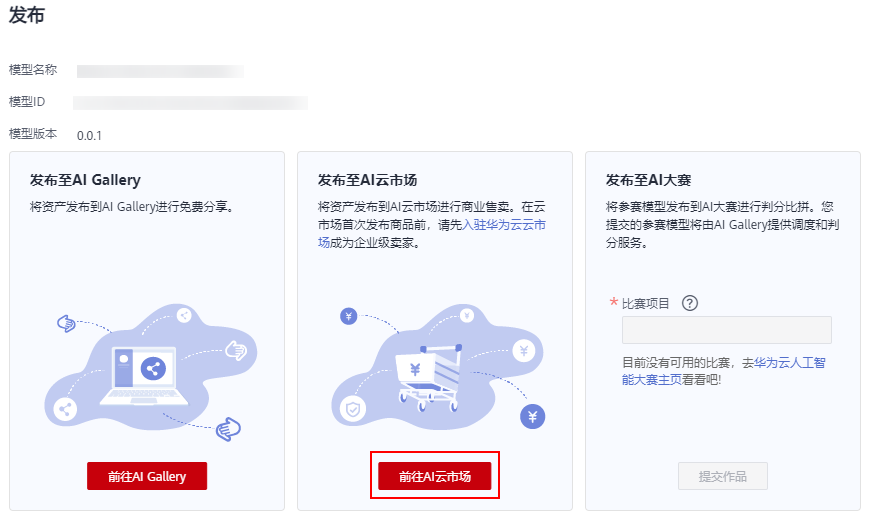 发布
模型名称
模型ID
模型版本 0.0.1
发布至AI Gallery
将资产发布到AI Gallery进行免费分享。
前往AI Gallery
发布至AI云市场
将资产发布到AI云市场进行商业售卖。在云
市场首次发布商品前，请先入驻华为云云市
场成为企业级卖家。
¥
¥
¥
¥
¥
前往AI云市场
发布至AI大赛
将参赛模型发布到AI大赛进行判分比拼。您
提交的参赛模型将由AI Gallery提供调度和判
分服务。
* 比赛项目 ?
目前没有可用的比赛，去华为云人工智
能大赛主页看看吧!
提交作品